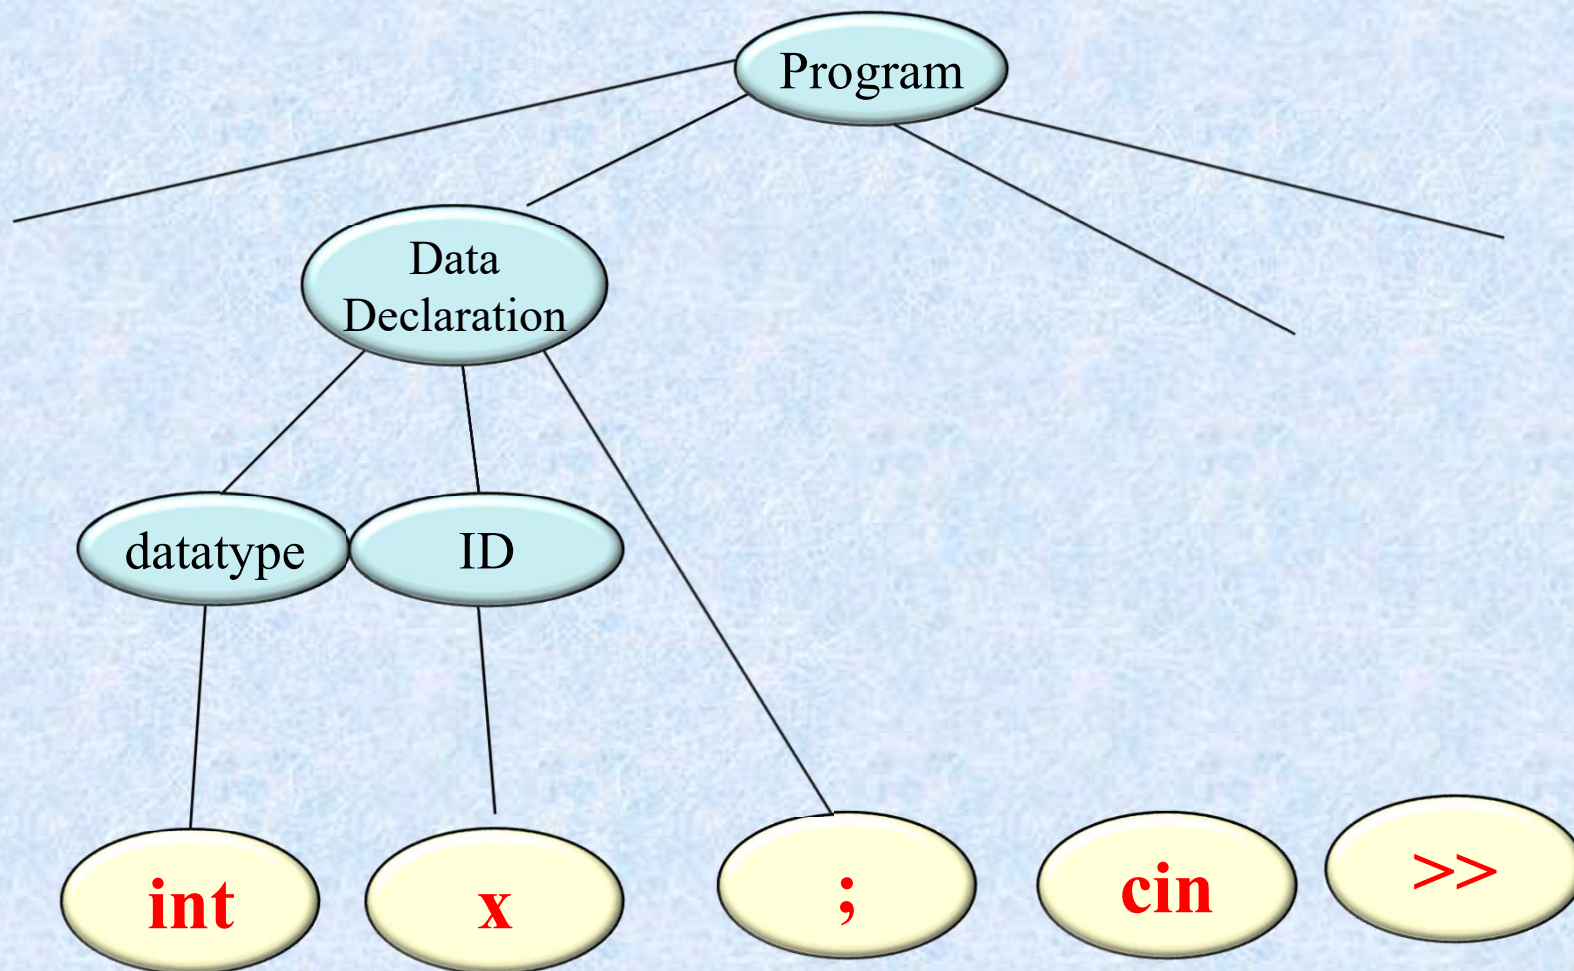 Program
Data
Declaration
datatype
ID
int
x
;
cin
>>